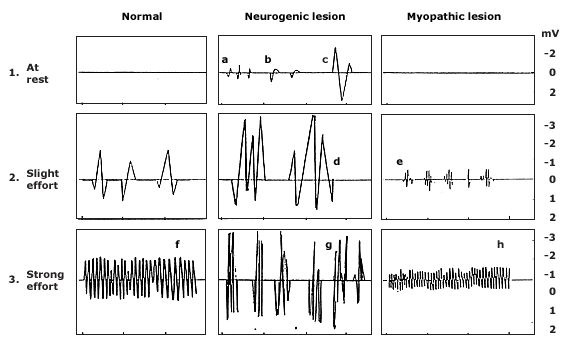 Normal Neurogenic lesion Myopathic lesion
mV
1. At rest
a b c
-2
0
2
2. Slight effort
d
e
-3
-2
-1
0
1
2
3. Strong effort
f
g
h
-3
-2
-1
0
1
2